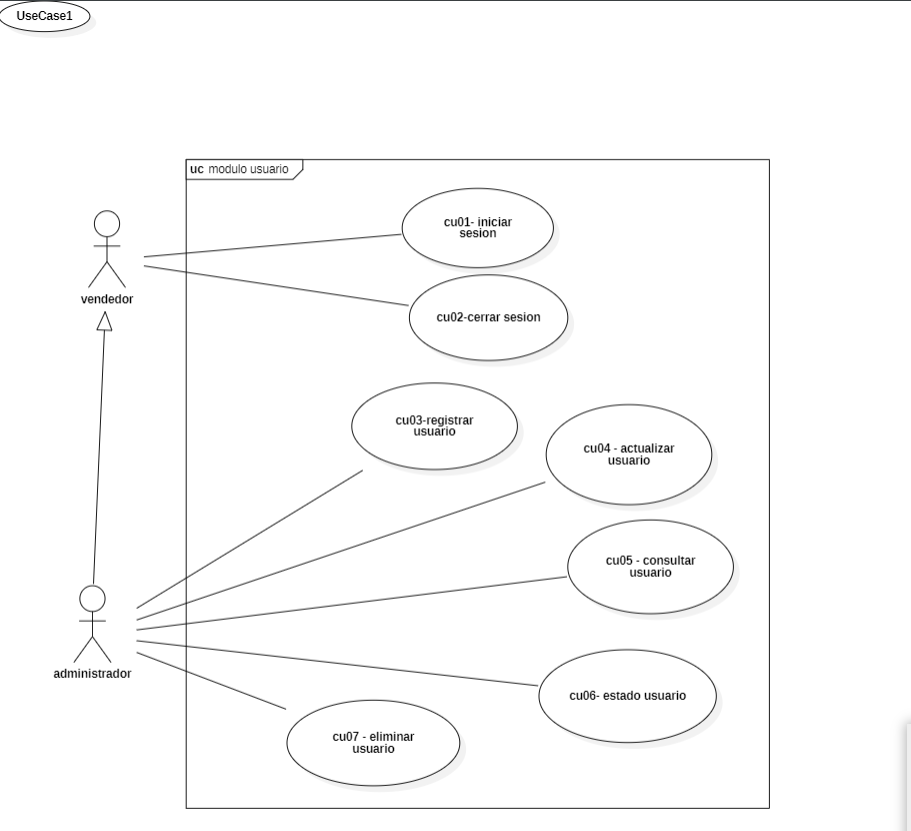 UseCase1
uc modulo usuario
cu01- iniciar
sesion
vendedor
cu02-cerrar sesion
cu03-registrar
usuario
cu04 - actualizar
usuario
cu05 - consultar
usuario
administrador
cu06- estado usuario
cu07 - eliminar
usuario